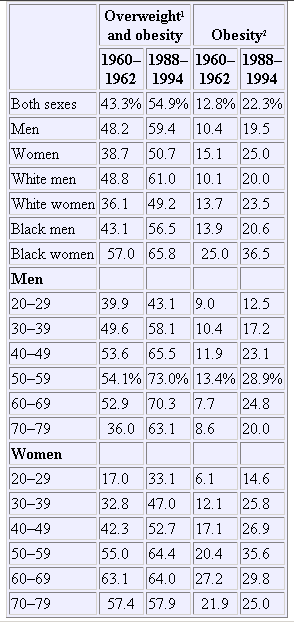 Overweight¹ and obesity Obesity²
1960–1962 1988–1994 1960–1962 1988–1994
Both sexes 43.3% 54.9% 12.8% 22.3%
Men 48.2 59.4 10.4 19.5
Women 38.7 50.7 15.1 25.0
White men 48.8 61.0 10.1 20.0
White women 36.1 49.2 13.7 23.5
Black men 43.1 56.5 13.9 20.6
Black women 57.0 65.8 25.0 36.5
Men
20–29 39.9 43.1 9.0 12.5
30–39 49.6 58.1 10.4 17.2
40–49 53.6 65.5 11.9 23.1
50–59 54.1% 73.0% 13.4% 28.9%
60–69 52.9 70.3 7.7 24.8
70–79 36.0 63.1 8.6 20.0
Women
20–29 17.0 33.1 6.1 14.6
30–39 32.8 47.0 12.1 25.8
40–49 42.3 52.7 17.1 26.9
50–59 55.0 64.4 20.4 35.6
60–69 63.1 64.0 27.2 29.8
70–79 57.4 57.9 21.9 25.0